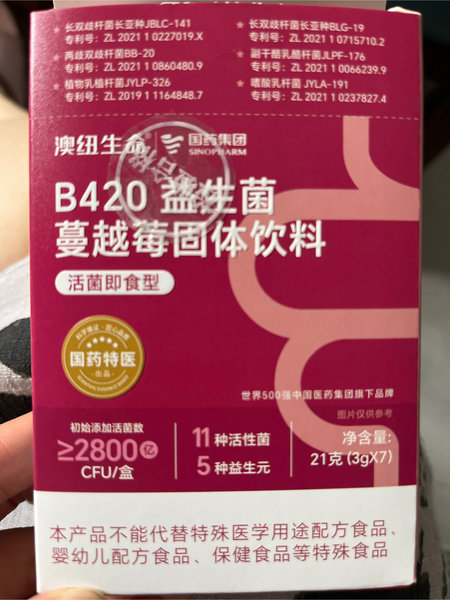 ★ 长双歧杆菌长亚种JBLC-141
专利号：ZL 2021 1 0227019.X
★ 长双歧杆菌长亚种BLG-19
专利号：ZL 2021 1 0715710.2
★ 两歧双歧杆菌BB-20
专利号：ZL 2021 1 0860480.9
★ 副干酪乳酪杆菌JLPF-176
专利号：ZL 2021 1 0066239.9
★ 植物乳植杆菌JYLP-326
专利号：ZL 2019 1 1164848.7
★ 嗜酸乳杆菌 JYLA-191
专利号：ZL 2021 1 0237827.4
澳纽生命
国药集团
SINOPHARM
B420 益生菌
蔓越莓固体饮料
活菌即食型
国药特医
·出品·
世界500强中国医药集团旗下品牌
图片仅供参考
初始添加活菌数
≥2800亿
CFU/盒
11种活性菌
5种益生元
净含量：
21克 (3gX7)
本产品不能代替特殊医学用途配方食品、
婴幼儿配方食品、保健食品等特殊食品